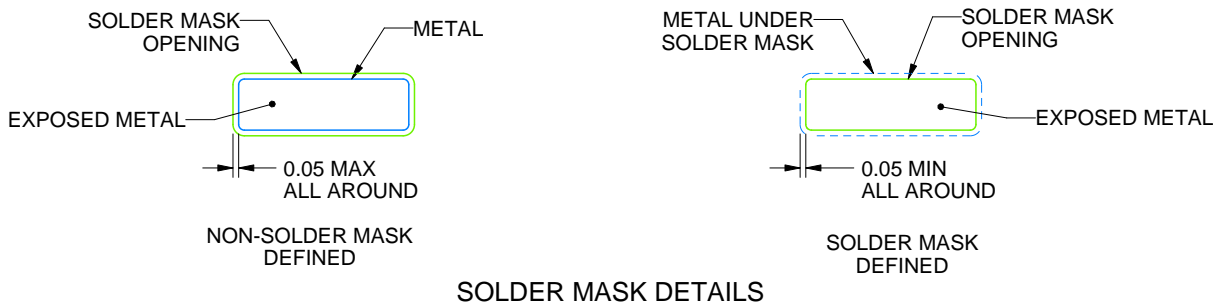 SOLDER MASK
OPENING
METAL
EXPOSED METAL
0.05 MAX
ALL AROUND
NON-SOLDER MASK
DEFINED
METAL UNDER
SOLDER MASK
SOLDER MASK
OPENING
EXPOSED METAL
0.05 MIN
ALL AROUND
SOLDER MASK
DEFINED
SOLDER MASK DETAILS